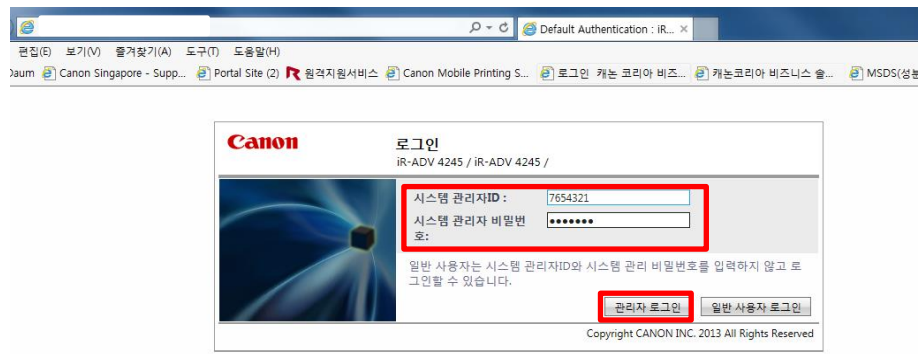 Default Authentication : iR... ×
편집(E) 보기(V) 즐겨찾기(A) 도구(T) 도움말(H)
Daum Canon Singapore - Supp... Portal Site (2) 원격지원서비스 Canon Mobile Printing S... 로그인 캐논 코리아 비즈... 캐논코리아 비즈니스 솔... MSDS(성분
Canon
로그인
iR-ADV 4245 / iR-ADV 4245 /
시스템 관리자ID : 7654321
시스템 관리자 비밀번
호: •••••••
일반 사용자는 시스템 관리자ID와 시스템 관리 비밀번호를 입력하지 않고 로
그인할 수 있습니다.
관리자 로그인 일반 사용자 로그인
Copyright CANON INC. 2013 All Rights Reserved